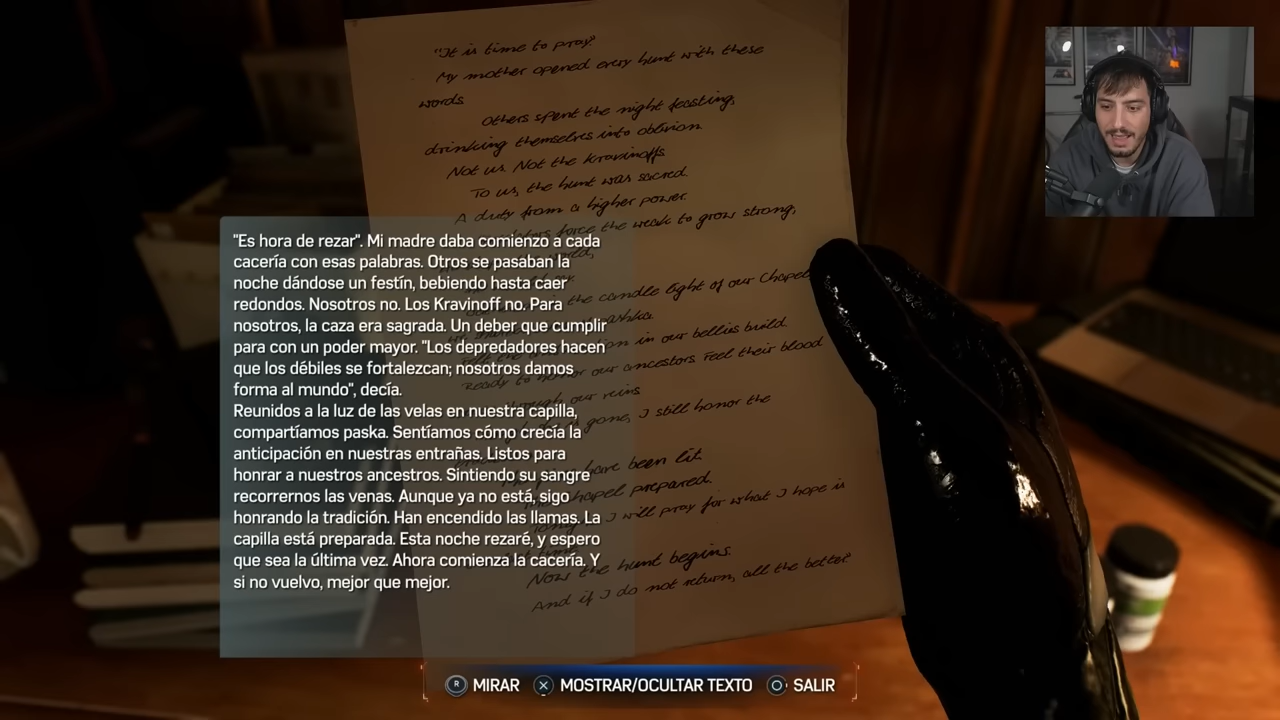 "It is time to pray."
My mother opened every hunt with these
words
Others spent the night feasting,
drinking themselves into oblivion.
Not us. Not the Kravinoffs
To us, the hunt was sacred.
A duty from a higher power.
force the weak to grow strong,
the candle light of our Chapel
in our bellies build.
Ready to honor our ancestors. Feel their blood
through our veins
gone, I still honor the
have been lit.
chapel prepared.
I will pray for what I hope is
Now the hunt begins.
And if I do not return, all the better"
"Es hora de rezar". Mi madre daba comienzo a cada
cacería con esas palabras. Otros se pasaban la
noche dándose un festín, bebiendo hasta caer
redondos. Nosotros no. Los Kravinoff no. Para
nosotros, la caza era sagrada. Un deber que cumplir
para con un poder mayor. "Los depredadores hacen
que los débiles se fortalezcan; nosotros damos
forma al mundo", decía.
Reunidos a la luz de las velas en nuestra capilla,
compartíamos paska. Sentíamos cómo crecía la
anticipación en nuestras entrañas. Listos para
honrar a nuestros ancestros. Sintiendo su sangre
recorrernos las venas. Aunque ya no está, sigo
honrando la tradición. Han encendido las llamas. La
capilla está preparada. Esta noche rezaré, y espero
que sea la última vez. Ahora comienza la cacería. Y
si no vuelvo, mejor que mejor.
R MIRAR MOSTRAR/OCULTAR TEXTO SALIR